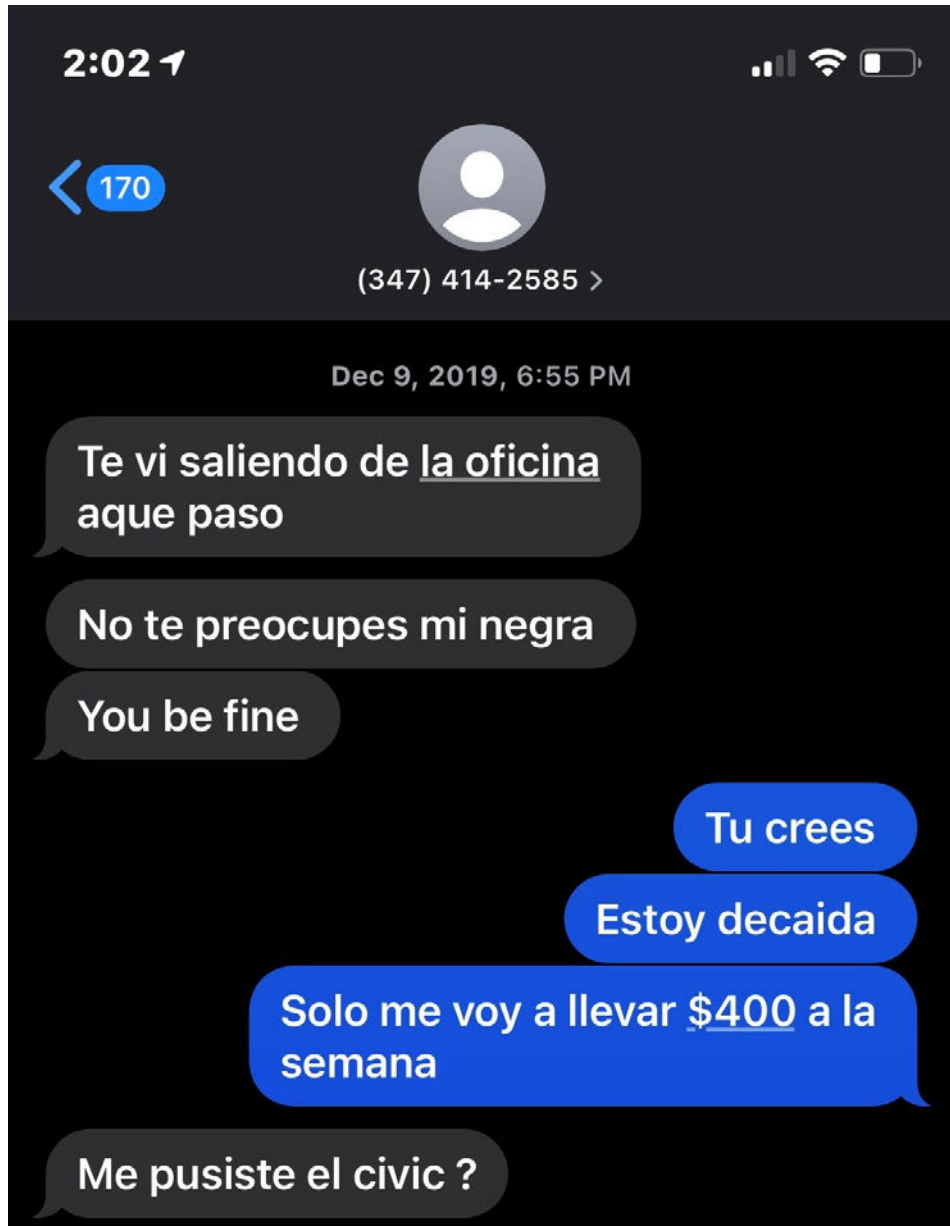 2:02
170
(347) 414-2585
Dec 9, 2019, 6:55 PM
Te vi saliendo de la oficina
aque paso
No te preocupes mi negra
You be fine
Tu crees
Estoy decaida
Solo me voy a llevar $400 a la
semana
Me pusiste el civic ?